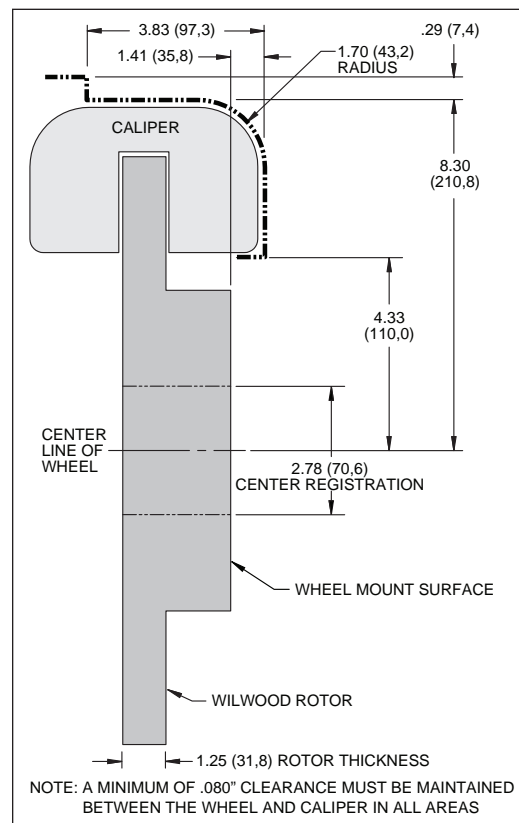 3.83 (97,3)
.29 (7,4)
1.41 (35,8)
1.70 (43,2)
RADIUS
CALIPER
8.30
(210,8)
4.33
(110,0)
CENTER
LINE OF
WHEEL
2.78 (70,6)
CENTER REGISTRATION
WHEEL MOUNT SURFACE
WILWOOD ROTOR
1.25 (31,8) ROTOR THICKNESS
NOTE: A MINIMUM OF .080" CLEARANCE MUST BE MAINTAINED
BETWEEN THE WHEEL AND CALIPER IN ALL AREAS